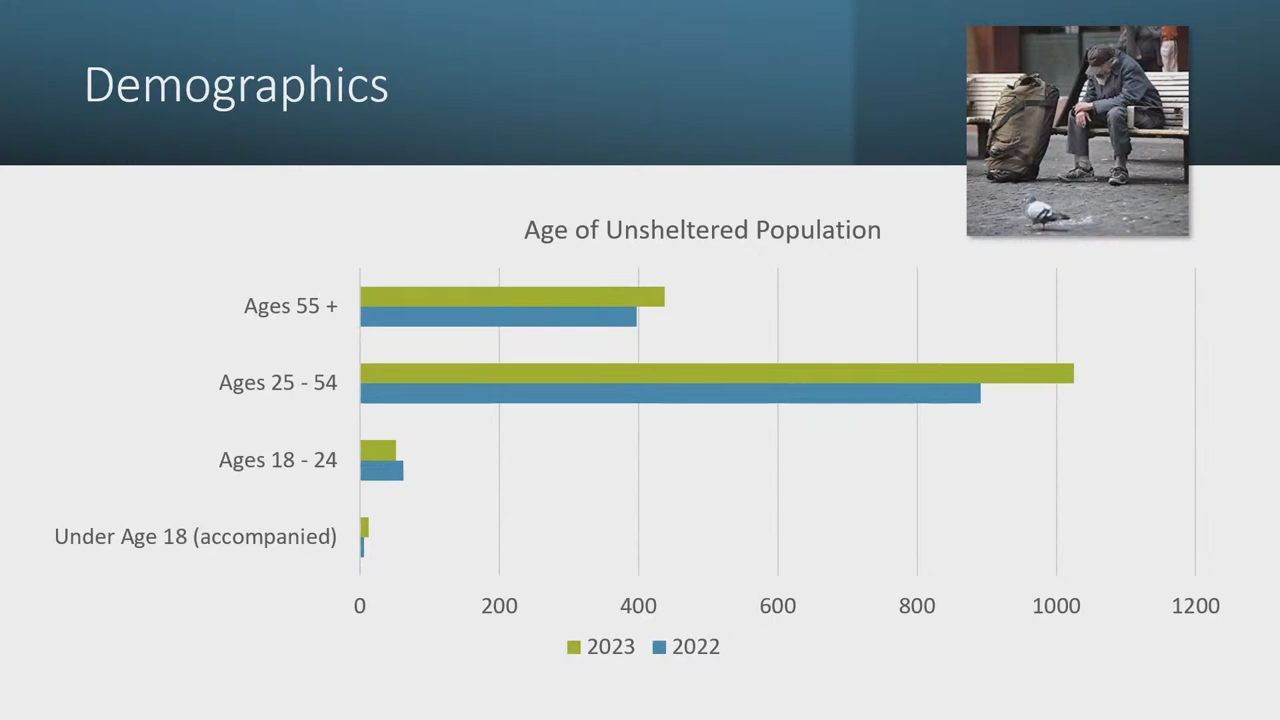 Demographics
Age of Unsheltered Population
Ages 55 +
Ages 25 - 54
Ages 18 - 24
Under Age 18 (accompanied)
0 200 400 600 800 1000 1200
2023 2022